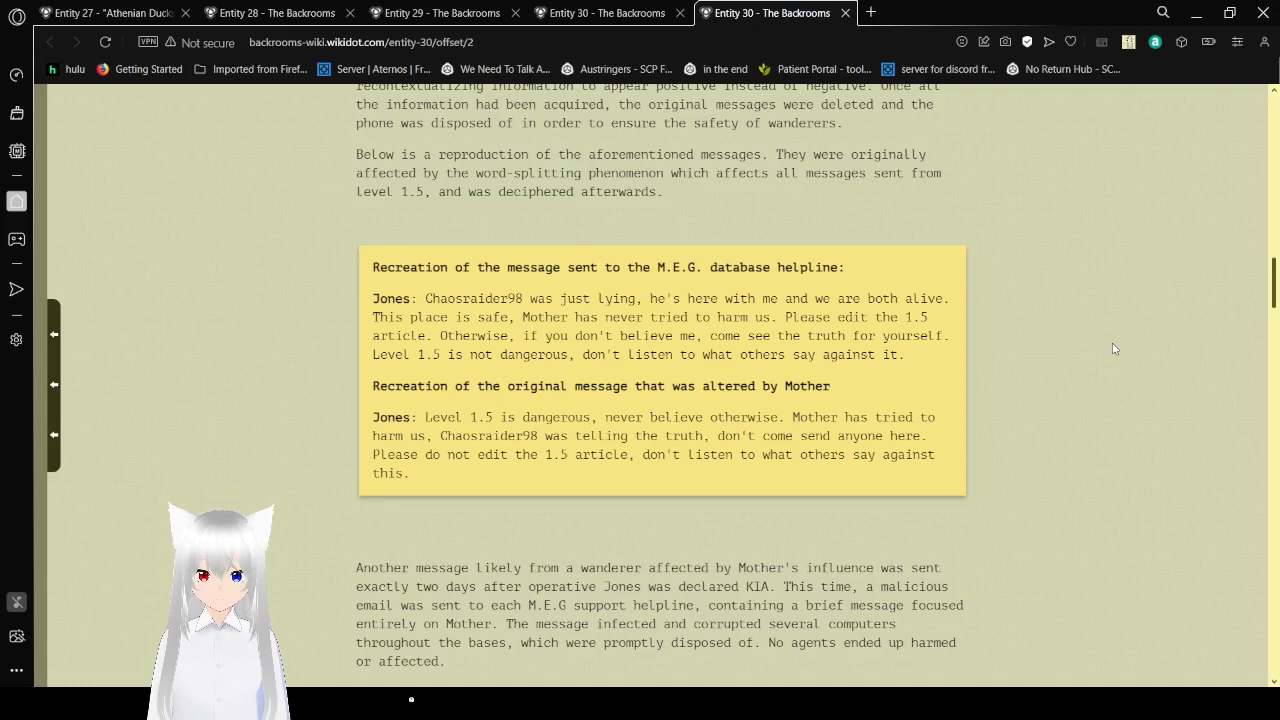 Entity 27 - "Athenian Ducks
Entity 28 - The Backrooms
Entity 29 - The Backrooms
Entity 30 - The Backrooms
Entity 30 - The Backrooms
VPN
Not secure
backrooms-wiki.wikidot.com/entity-30/offset/2
hulu
Getting Started
Imported from Firef...
Server | Aternos | Fr...
We Need To Talk A...
Austringers - SCP F...
in the end
Patient Portal - tool...
server for discord fr...
No Return Hub - SC...
recontextualizing information to appear positive instead of negative. Once all
the information had been acquired, the original messages were deleted and the
phone was disposed of in order to ensure the safety of wanderers.
Below is a reproduction of the aforementioned messages. They were originally
affected by the word-splitting phenomenon which affects all messages sent from
Level 1.5, and was deciphered afterwards.
Recreation of the message sent to the M.E.G. database helpline:
Jones: Chaosraider98 was just lying, he's here with me and we are both alive.
This place is safe, Mother has never tried to harm us. Please edit the 1.5
article. Otherwise, if you don't believe me, come see the truth for yourself.
Level 1.5 is not dangerous, don't listen to what others say against it.
Recreation of the original message that was altered by Mother
Jones: Level 1.5 is dangerous, never believe otherwise. Mother has tried to
harm us, Chaosraider98 was telling the truth, don't come send anyone here.
Please do not edit the 1.5 article, don't listen to what others say against
this.
Another message likely from a wanderer affected by Mother's influence was sent
exactly two days after operative Jones was declared KIA. This time, a malicious
email was sent to each M.E.G support helpline, containing a brief message focused
entirely on Mother. The message infected and corrupted several computers
throughout the bases, which were promptly disposed of. No agents ended up harmed
or affected.